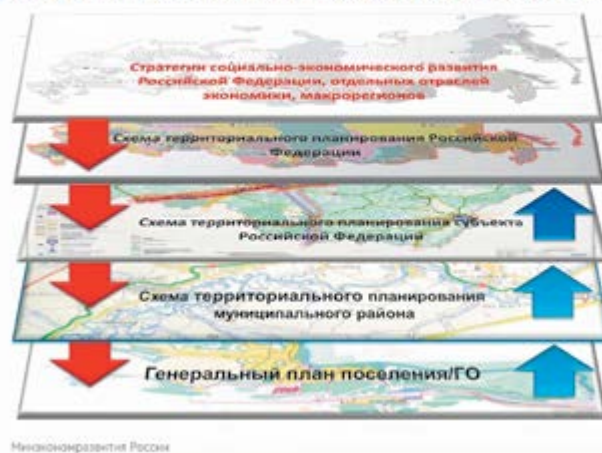 Стратегии социально-экономического развития
Российской Федерации, отдельных отраслей
экономики, макрорегионов
Схема территориального планирования Российской
Федерации
Схема территориального планирования субъекта
Российской Федерации
Схема территориального планирования
муниципального района
Генеральный план поселения/ГО
Минэкономразвития России